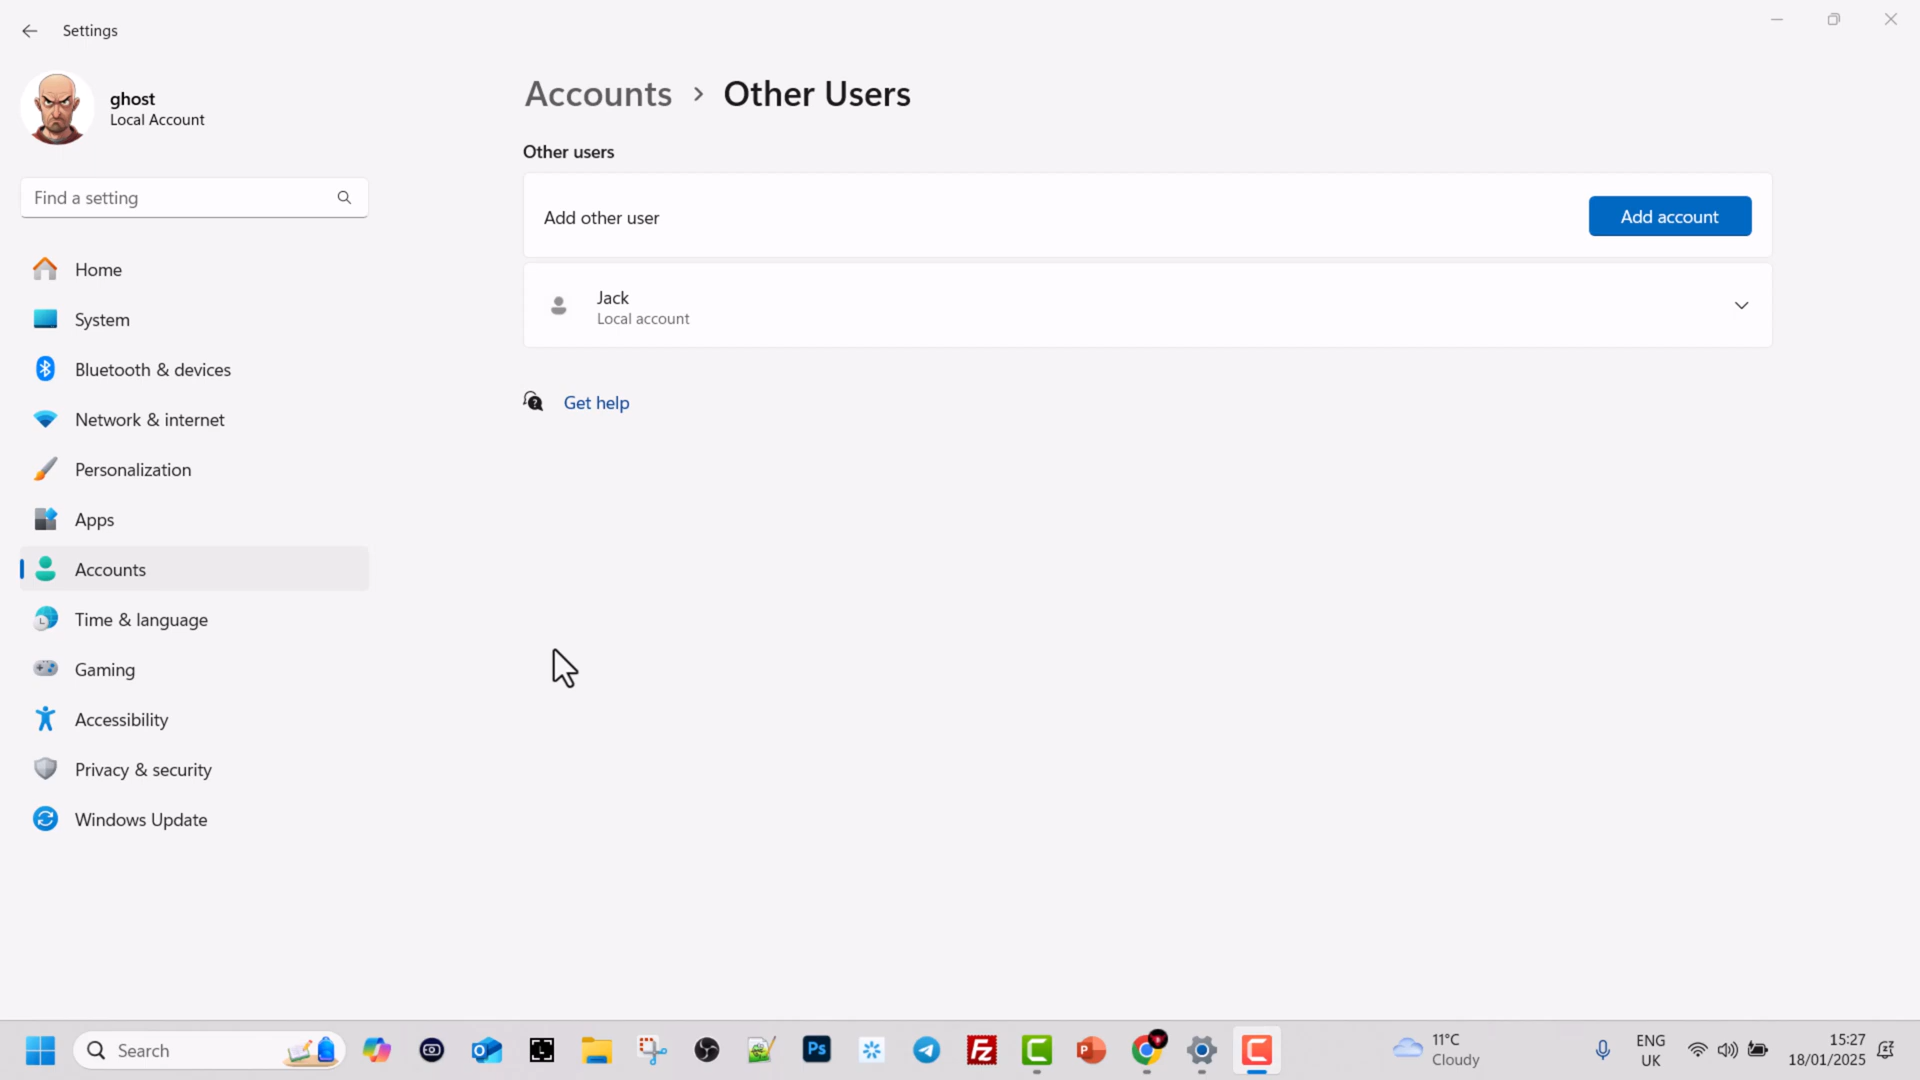 Settings
ghost
Local Account
Find a setting
Home
System
Bluetooth & devices
Network & internet
Personalization
Apps
Accounts
Time & language
Gaming
Accessibility
Privacy & security
Windows Update
Accounts > Other Users
Other users
Add other user
Add account
Jack
Local account
Get help
Search
Ps
Fz
P
11°C
Cloudy
ENG
UK
15:27
18/01/2025